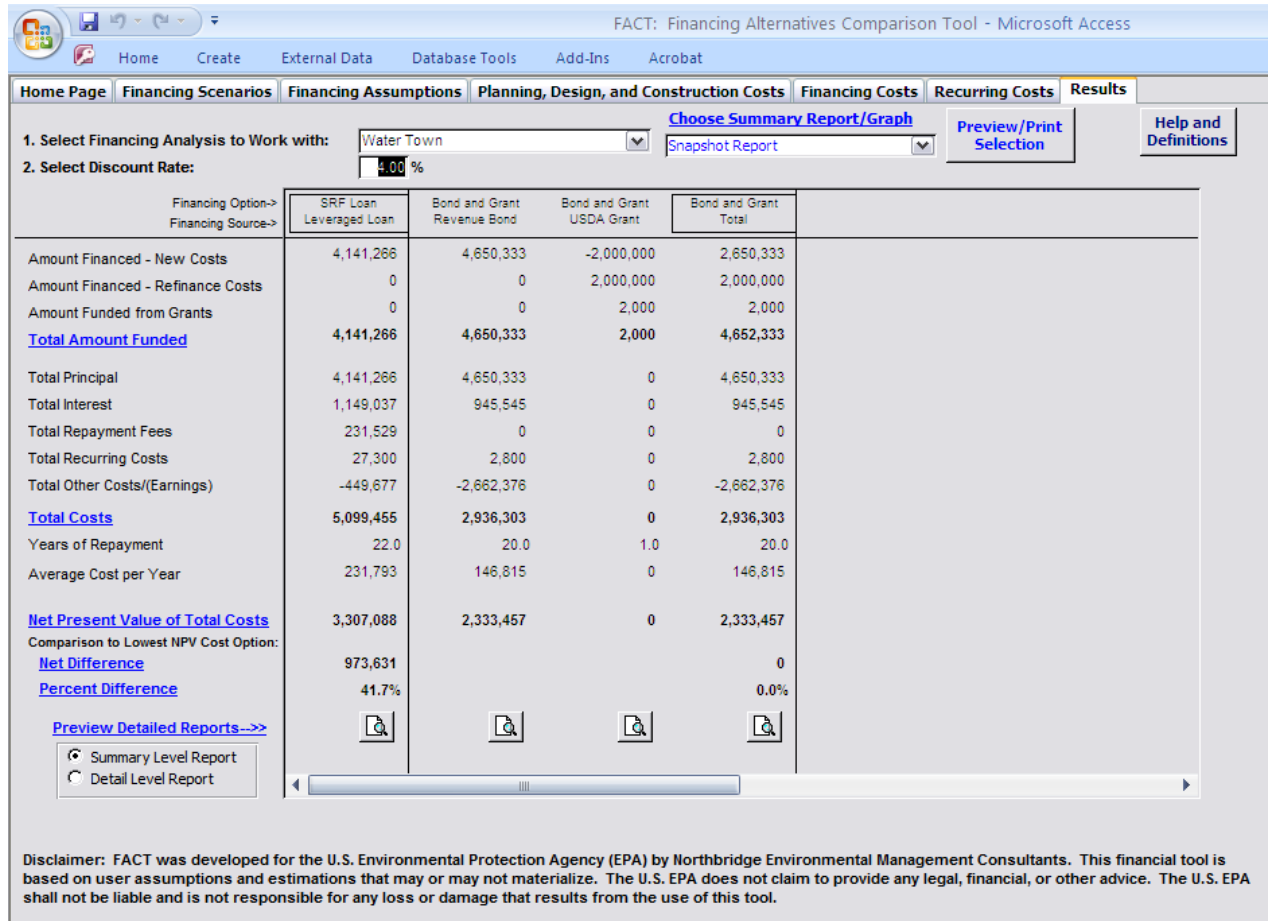 FACT: Financing Alternatives Comparison Tool - Microsoft Access
Home Create External Data Database Tools Add-Ins Acrobat
Home Page Financing Scenarios Financing Assumptions Planning, Design, and Construction Costs Financing Costs Recurring Costs Results
1. Select Financing Analysis to Work with: Water Town
Choose Summary Report/Graph
Snapshot Report
Preview/Print
Selection
Help and
Definitions
2. Select Discount Rate: 4.00 %
Financing Option-> SRF Loan Bond and Grant Bond and Grant Bond and Grant
Financing Source-> Leveraged Loan Revenue Bond USDA Grant Total
Amount Financed - New Costs 4,141,266 4,650,333 -2,000,000 2,650,333
Amount Financed - Refinance Costs 0 0 2,000,000 2,000,000
Amount Funded from Grants 0 0 2,000 2,000
Total Amount Funded 4,141,266 4,650,333 2,000 4,652,333
Total Principal 4,141,266 4,650,333 0 4,650,333
Total Interest 1,149,037 945,545 0 945,545
Total Repayment Fees 231,529 0 0 0
Total Recurring Costs 27,300 2,800 0 2,800
Total Other Costs/(Earnings) -449,677 -2,662,376 0 -2,662,376
Total Costs 5,099,455 2,936,303 0 2,936,303
Years of Repayment 22.0 20.0 1.0 20.0
Average Cost per Year 231,793 146,815 0 146,815
Net Present Value of Total Costs 3,307,088 2,333,457 0 2,333,457
Comparison to Lowest NPV Cost Option:
Net Difference 973,631 0
Percent Difference 41.7% 0.0%
Preview Detailed Reports-->>
Summary Level Report
Detail Level Report
Disclaimer: FACT was developed for the U.S. Environmental Protection Agency (EPA) by Northbridge Environmental Management Consultants. This financial tool is
based on user assumptions and estimations that may or may not materialize. The U.S. EPA does not claim to provide any legal, financial, or other advice. The U.S. EPA
shall not be liable and is not responsible for any loss or damage that results from the use of this tool.